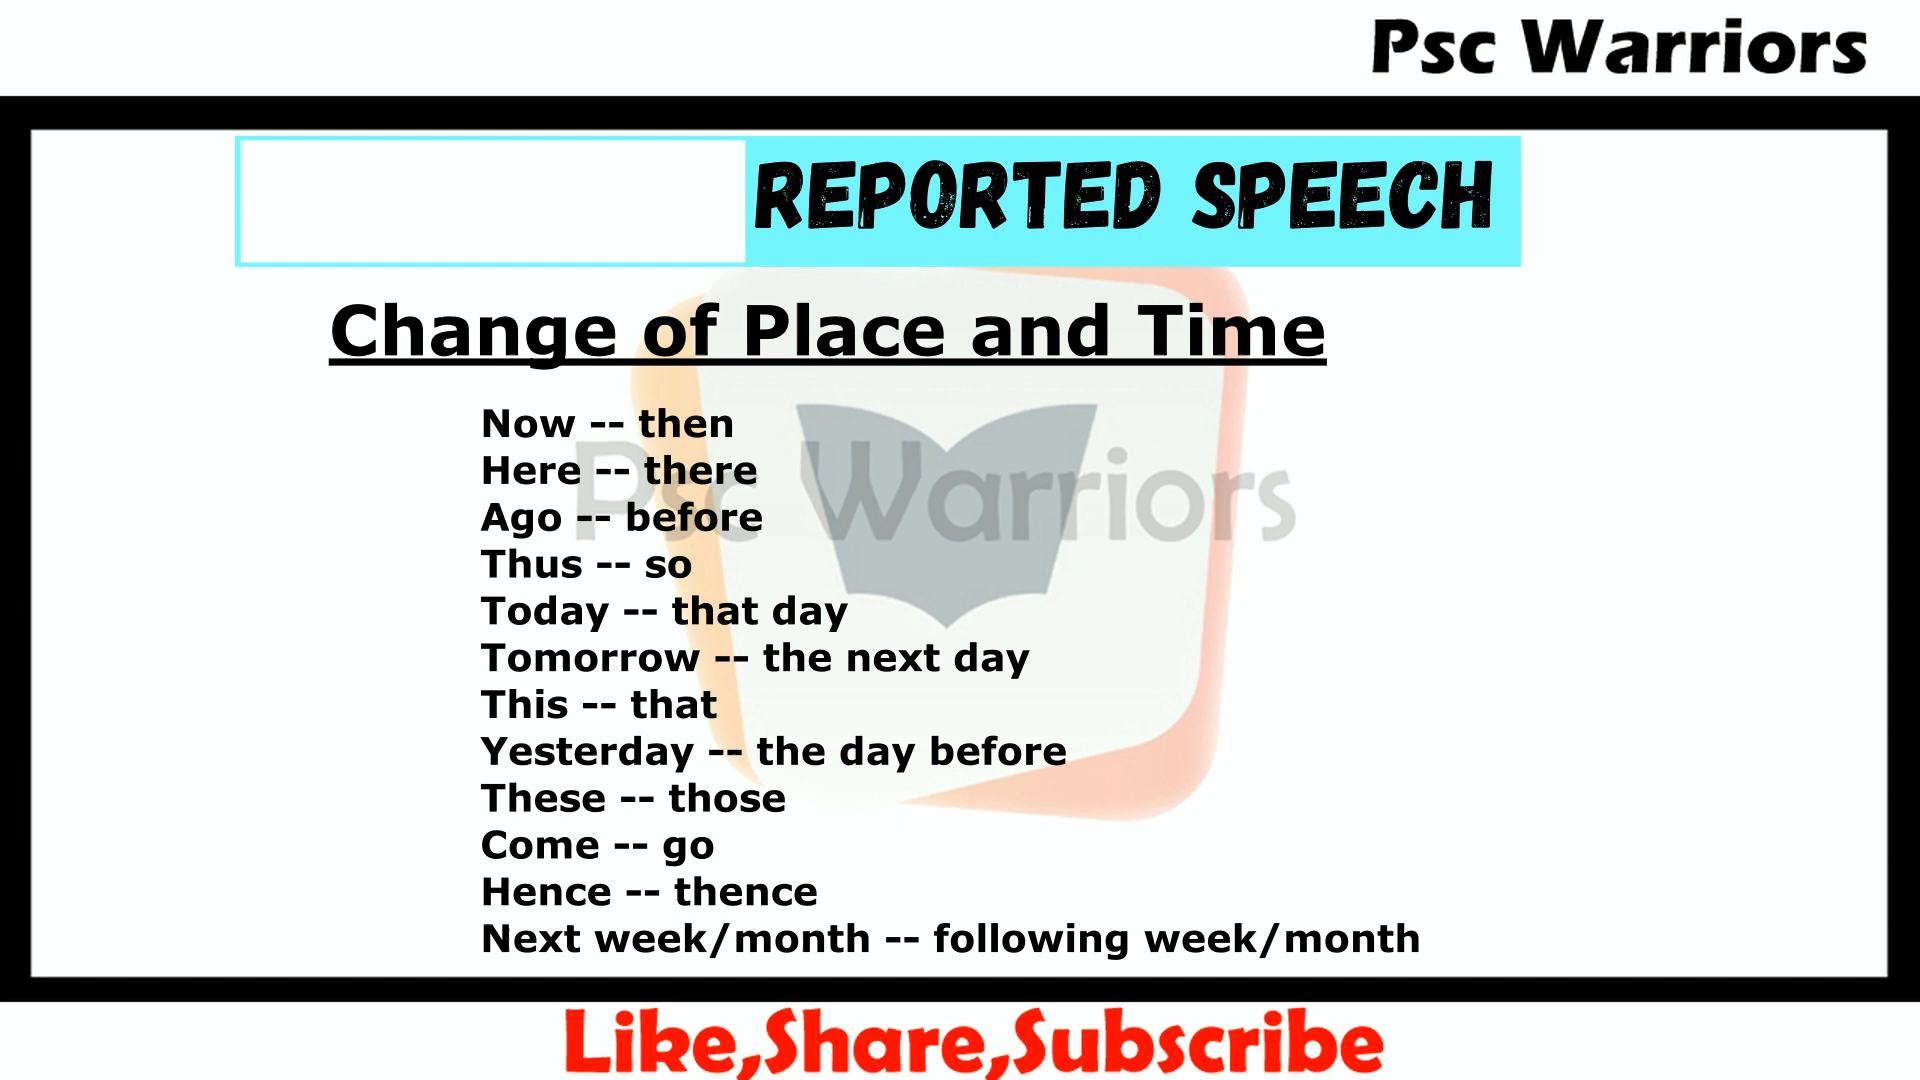 Psc Warriors
REPORTED SPEECH
Change of Place and Time
Psc Warriors
Now -- then
Here -- there
Ago -- before
Thus -- so
Today -- that day
Tomorrow -- the next day
This -- that
Yesterday -- the day before
These -- those
Come -- go
Hence -- thence
Next week/month -- following week/month
Like,Share,Subscribe